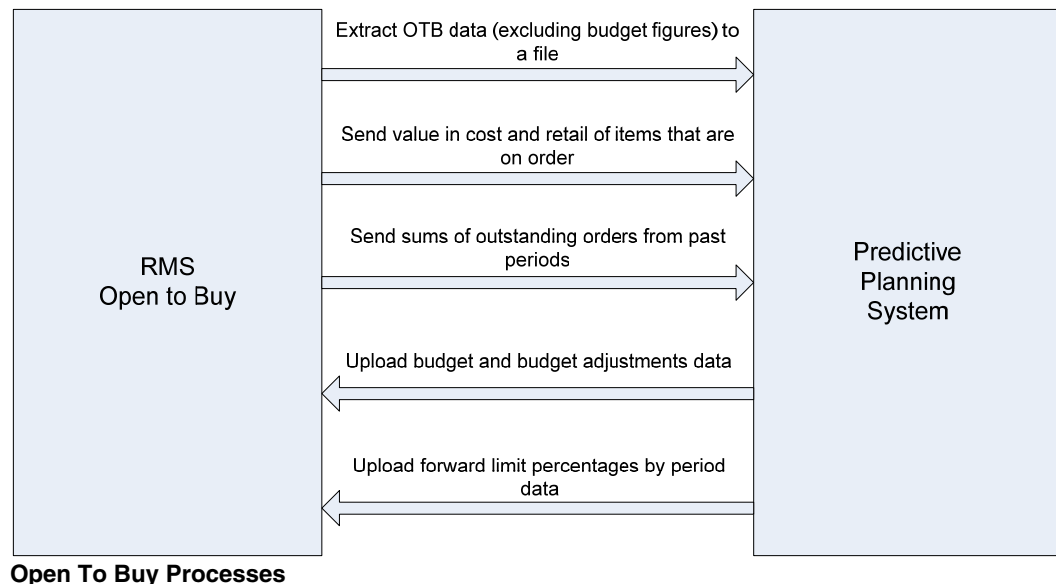 Extract OTB data (excluding budget figures) to
a file
Send value in cost and retail of items that are
on order
Send sums of outstanding orders from past
periods
RMS
Open to Buy
Predictive
Planning
System
Upload budget and budget adjustments data
Upload forward limit percentages by period
data
Open To Buy Processes